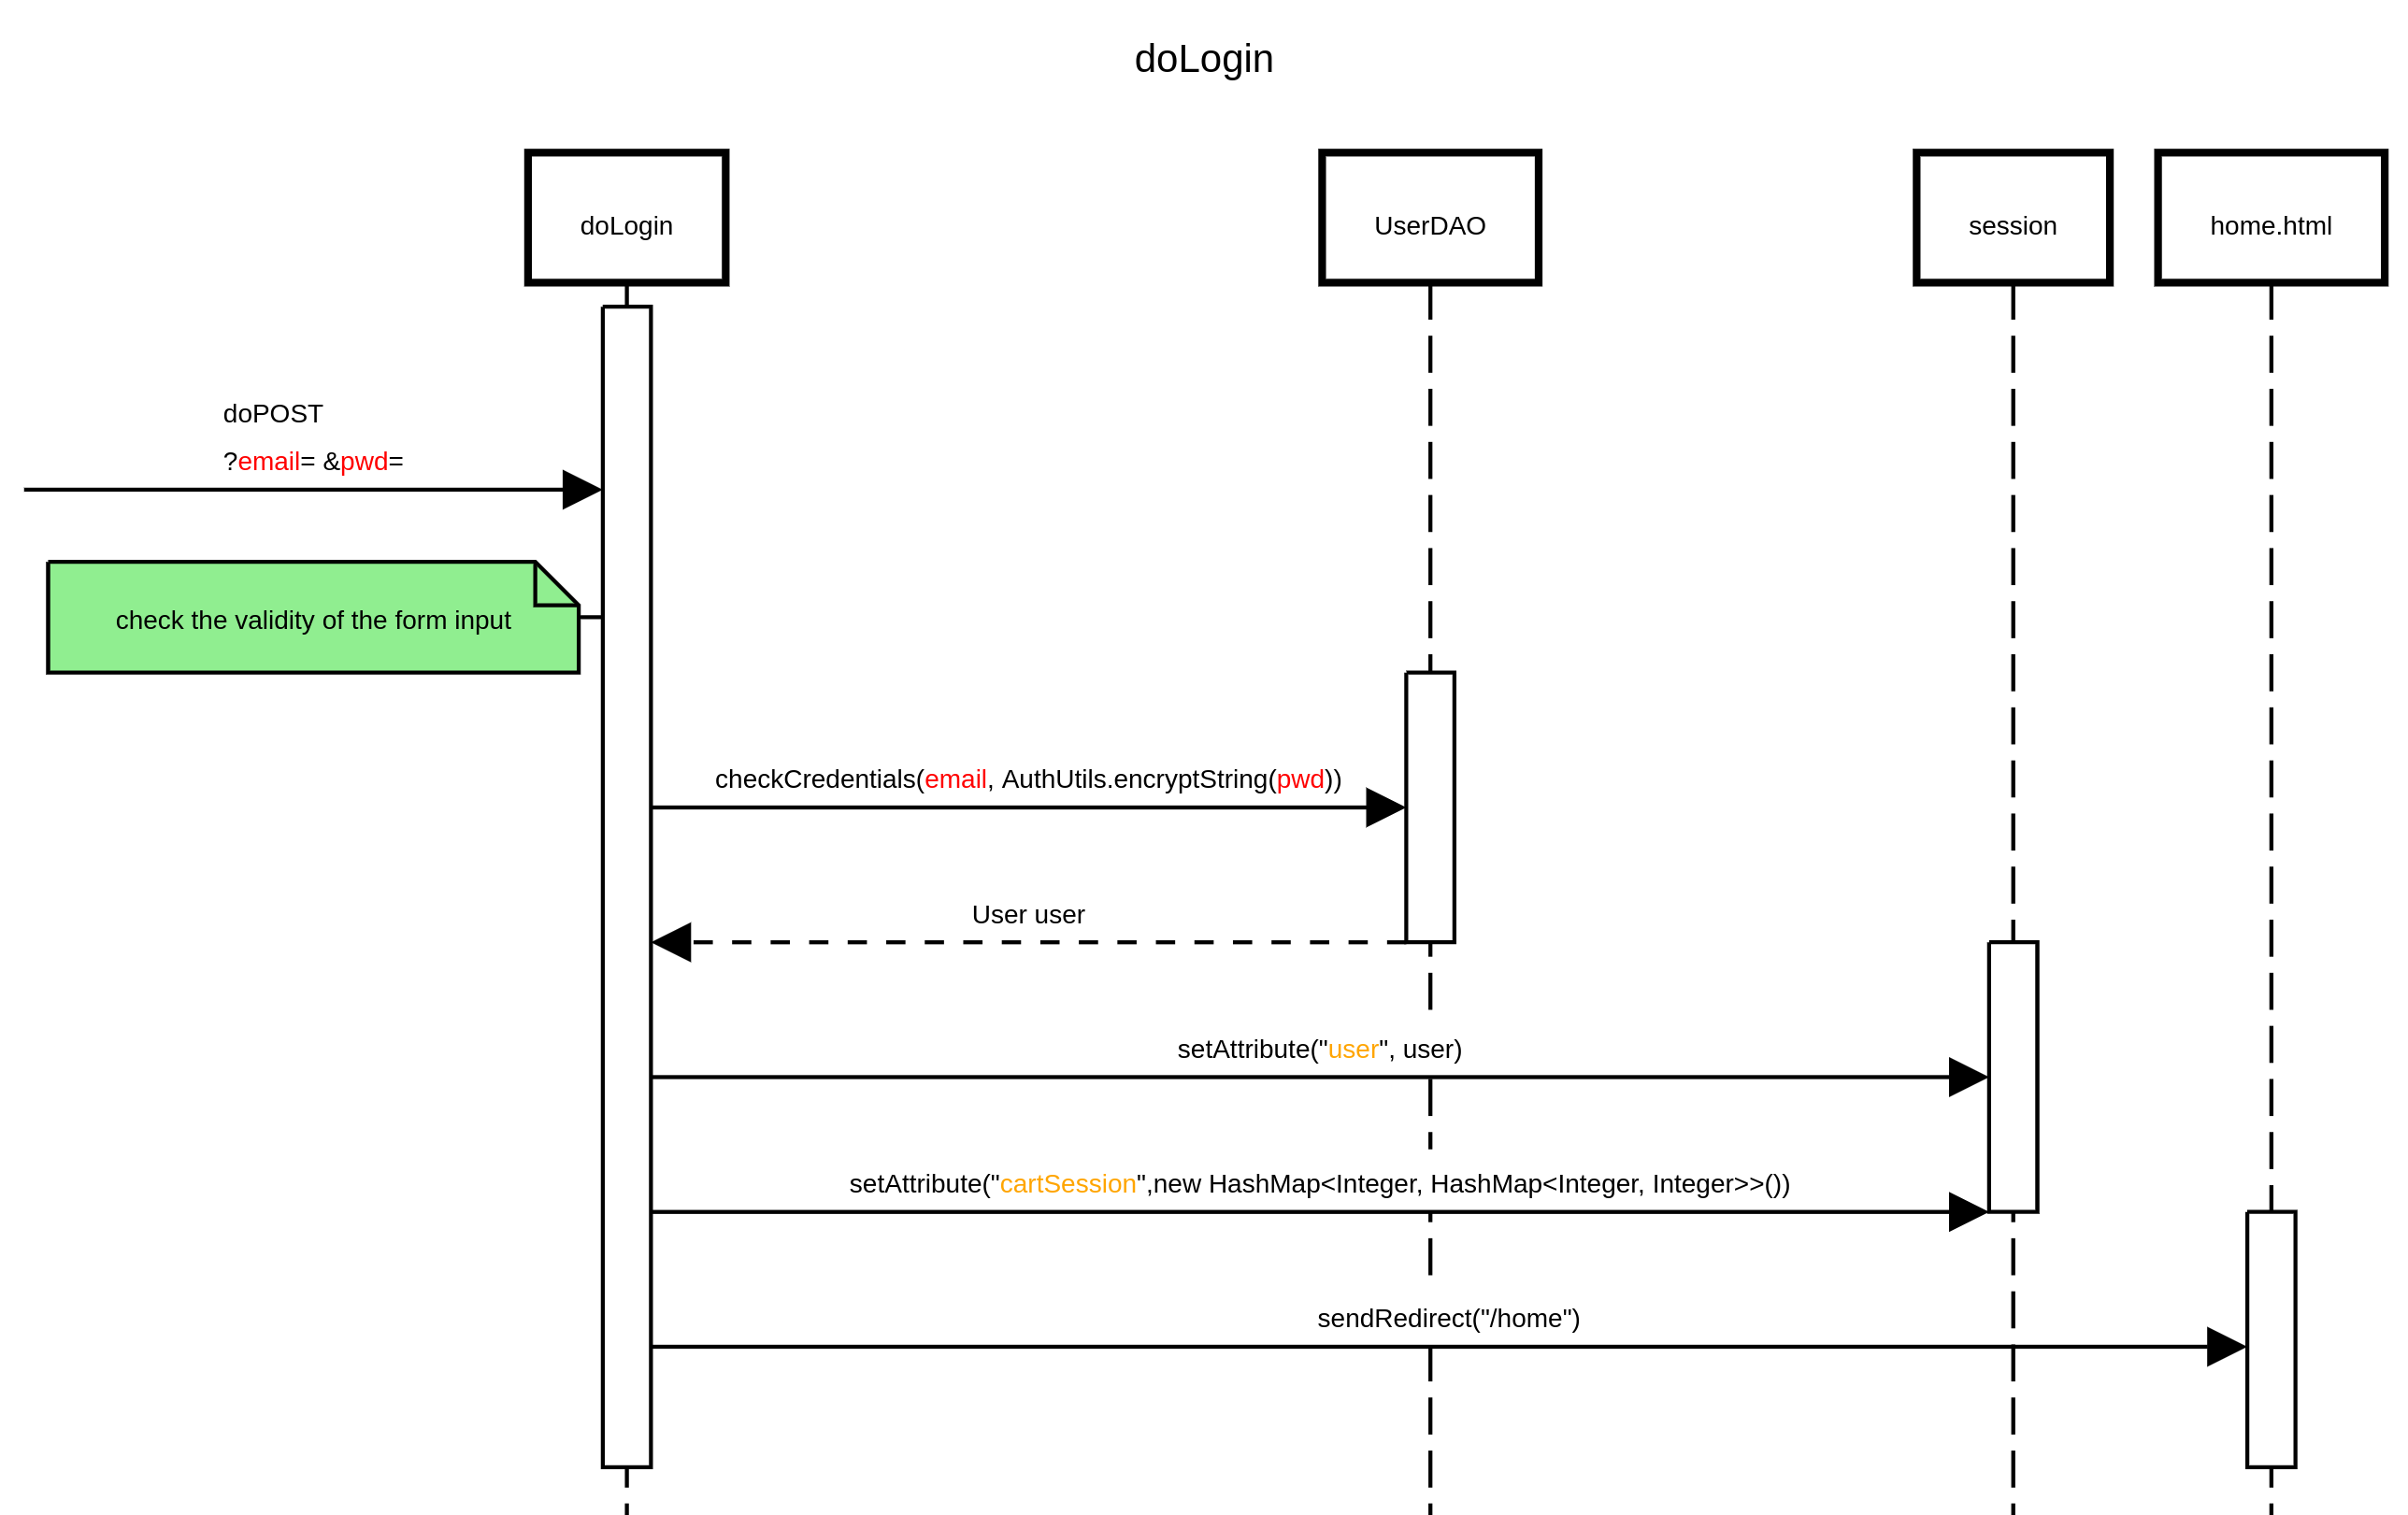 doLogin
doLogin
UserDAO
session
home.html
doPOST
?email= &pwd=
check the validity of the form input
checkCredentials(email, AuthUtils.encryptString(pwd))
User user
setAttribute("user", user)
setAttribute("cartSession",new HashMap<Integer, HashMap<Integer, Integer>>())
sendRedirect("/home")